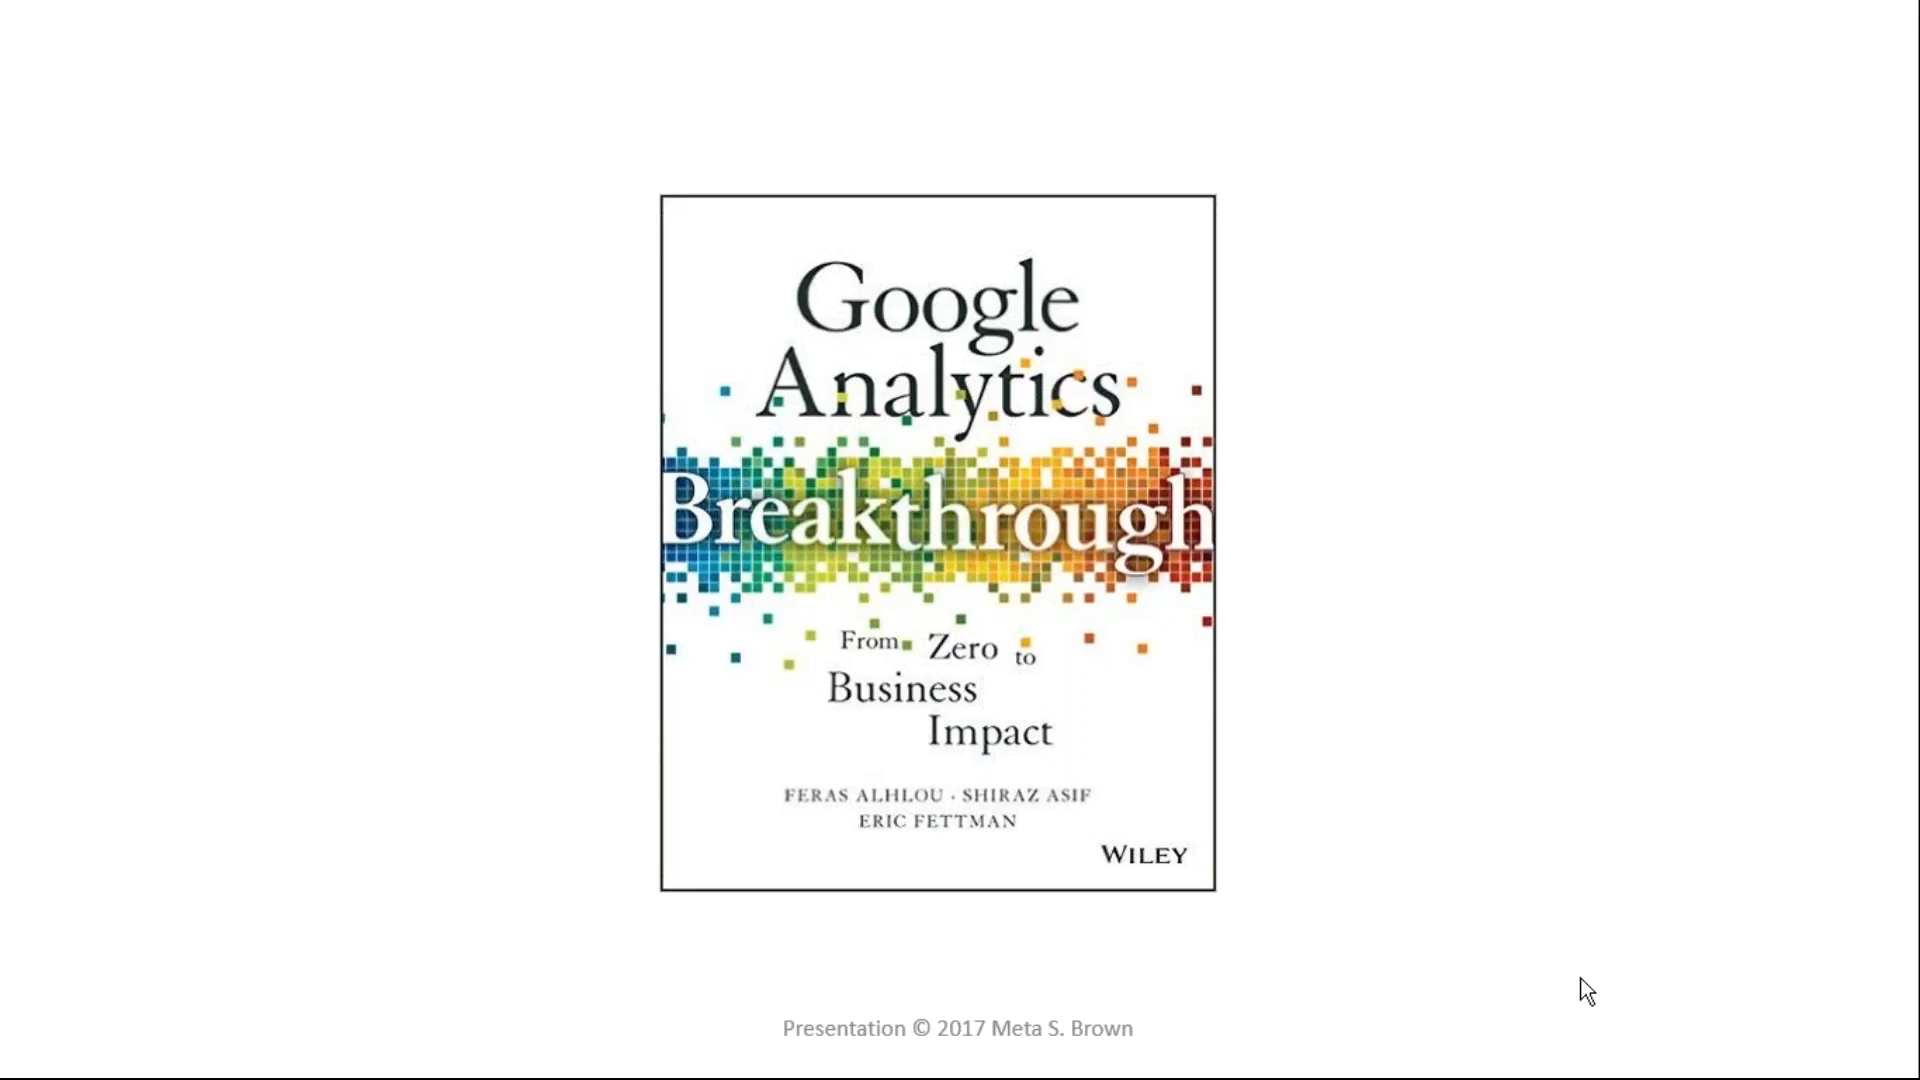 Google
Analytics
Breakthrough
From Zero to
Business
Impact
FERAS ALHLOU · SHIRAZ ASIF
ERIC FETTMAN
WILEY
Presentation © 2017 Meta S. Brown